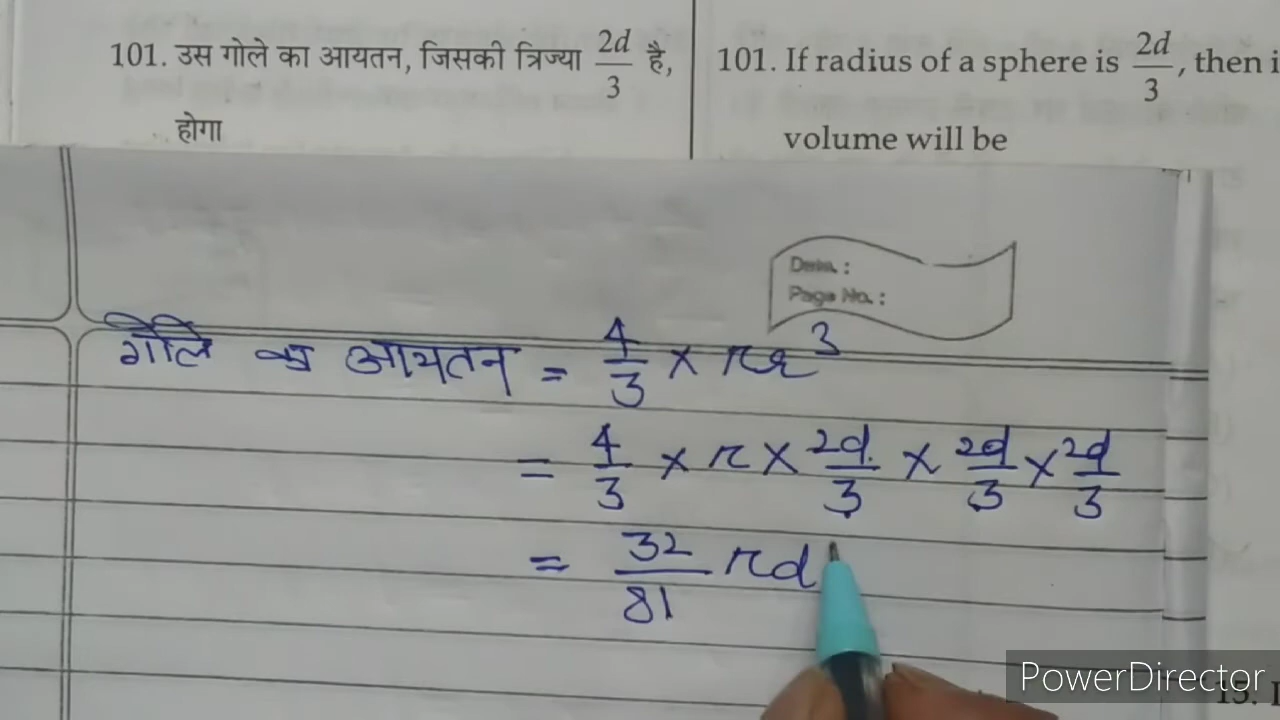 101. उस गोले का आयतन, जिसकी त्रिज्या 2d/3 है,
होगा
101. If radius of a sphere is 2d/3, then i
volume will be
Page No. :
गोले का आयतन = 4/3 × πr³
= 4/3 × π × 2d/3 × 2d/3 × 2d/3
= 32/81 πd
PowerDirector